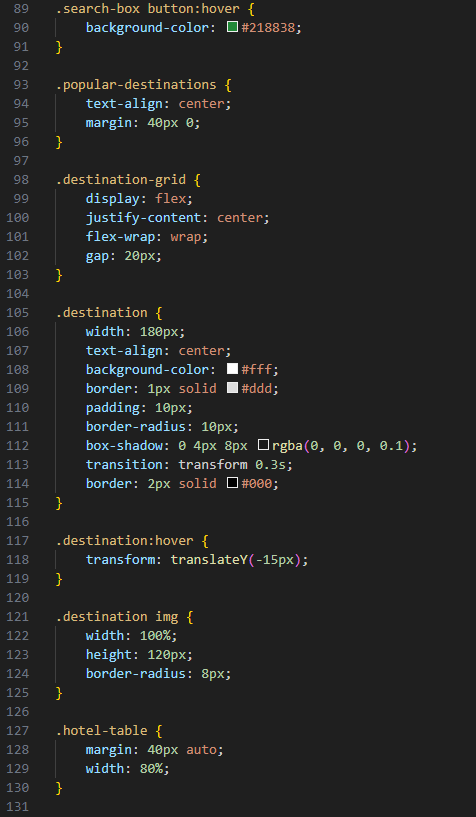 89 .search-box button:hover {
90     background-color: #218838;
91 }
92
93 .popular-destinations {
94     text-align: center;
95     margin: 40px 0;
96 }
97
98 .destination-grid {
99     display: flex;
100     justify-content: center;
101     flex-wrap: wrap;
102     gap: 20px;
103 }
104
105 .destination {
106     width: 180px;
107     text-align: center;
108     background-color: #fff;
109     border: 1px solid #ddd;
110     padding: 10px;
111     border-radius: 10px;
112     box-shadow: 0 4px 8px rgba(0, 0, 0, 0.1);
113     transition: transform 0.3s;
114     border: 2px solid #000;
115 }
116
117 .destination:hover {
118     transform: translateY(-15px);
119 }
120
121 .destination img {
122     width: 100%;
123     height: 120px;
124     border-radius: 8px;
125 }
126
127 .hotel-table {
128     margin: 40px auto;
129     width: 80%;
130 }
131